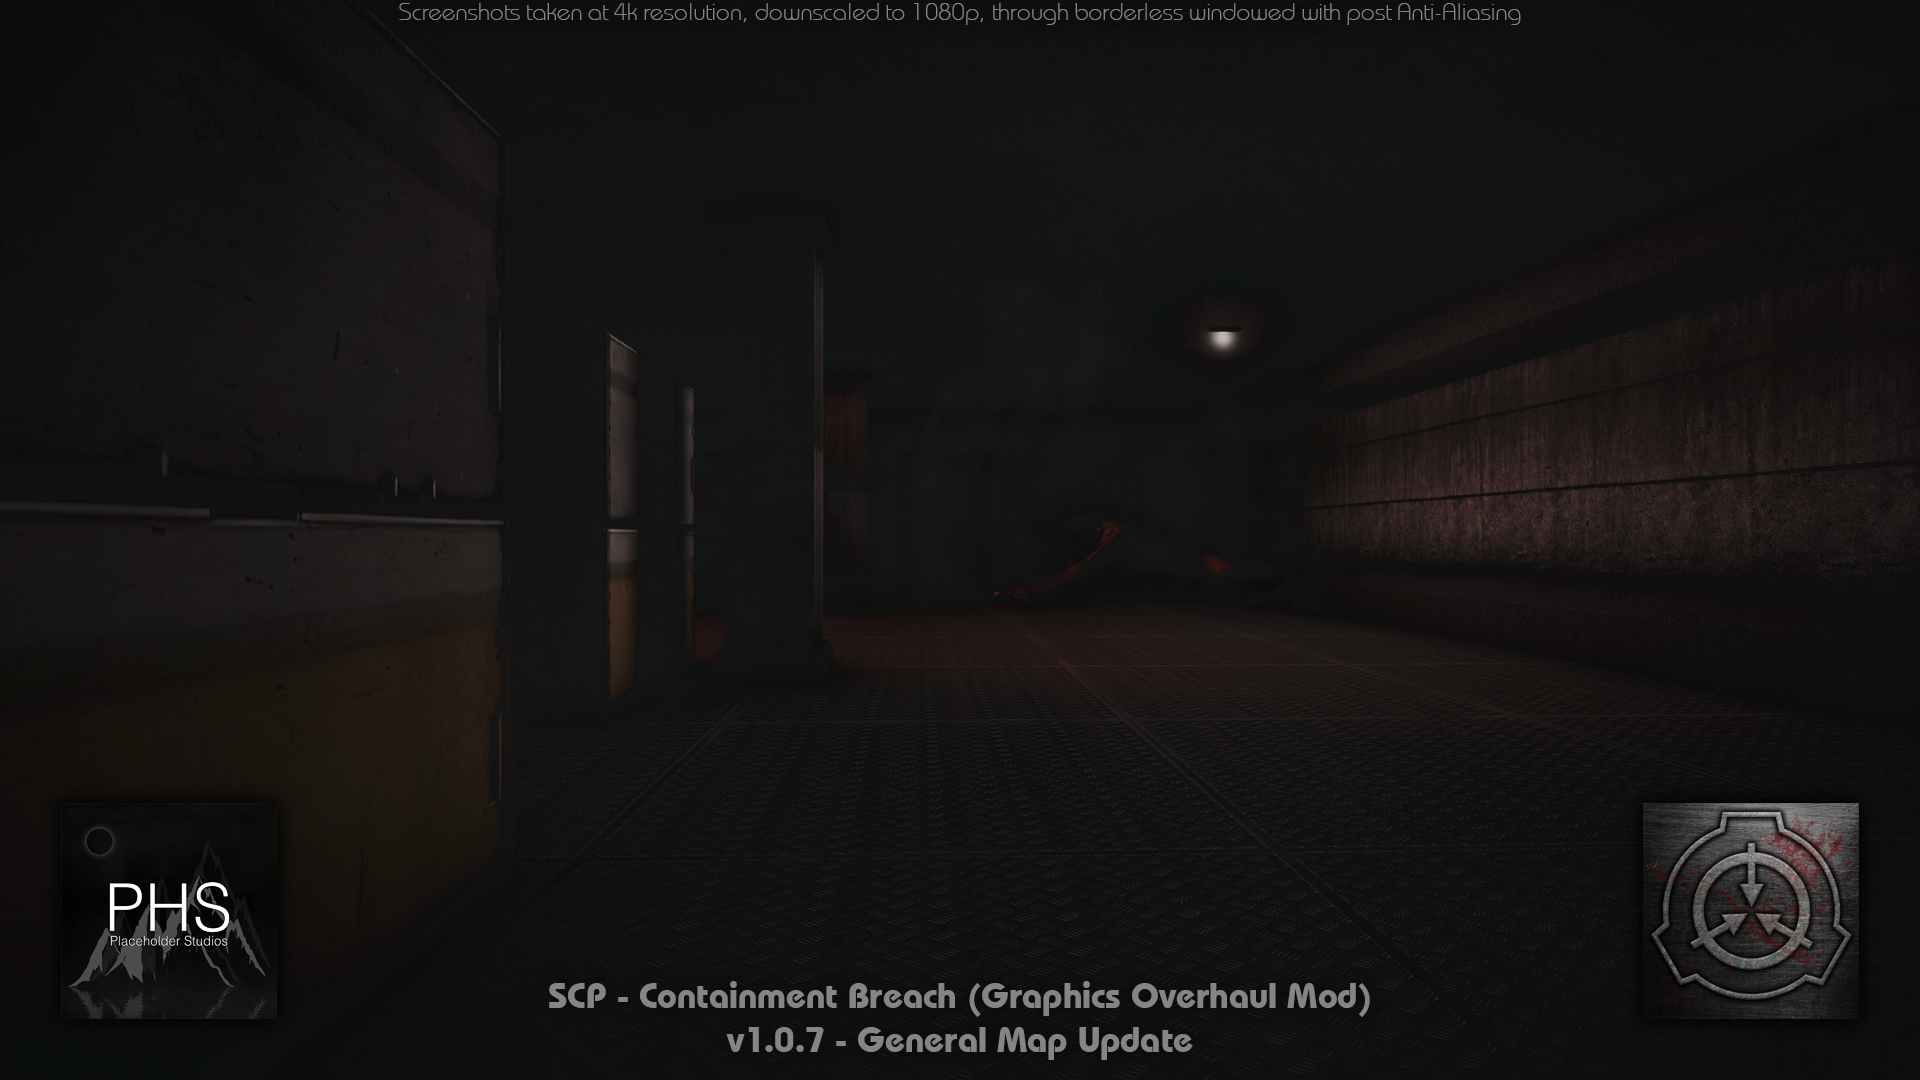 Screenshots taken at 4k resolution, downscaled to 1080p, through borderless windowed with post Anti-Aliasing
PHS
Placeholder Studios
SCP - Containment Breach (Graphics Overhaul Mod)
v1.0.7 - General Map Update